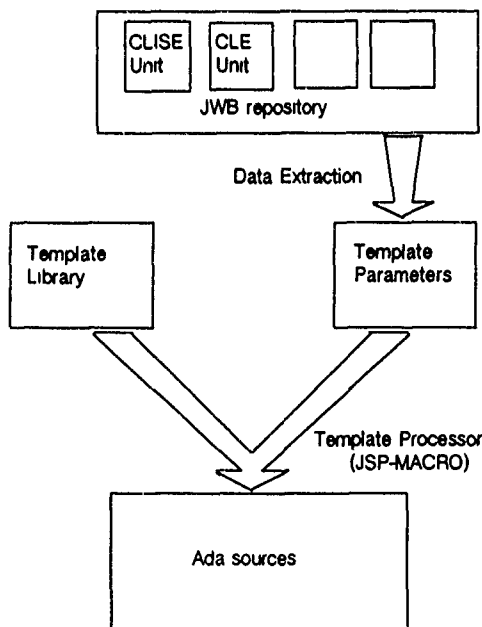 CLISE
Unit
CLE
Unit
JWB repository
Data Extraction
Template
Library
Template
Parameters
Template Processor
(JSP-MACRO)
Ada sources